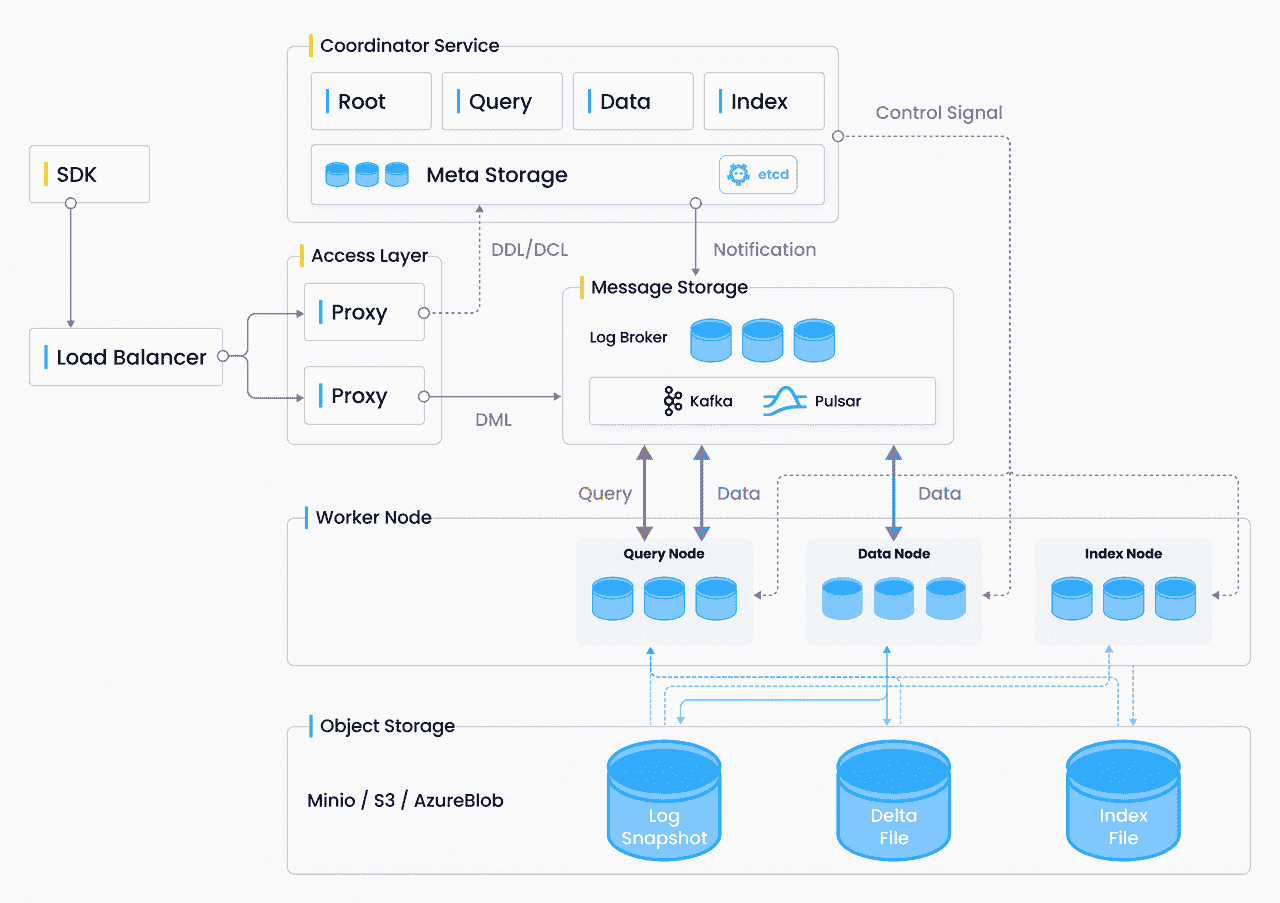 Coordinator Service
Root
Query
Data
Index
Control Signal
SDK
Meta Storage
etcd
Access Layer
DDL/DCL
Notification
Proxy
Message Storage
Log Broker
Load Balancer
Proxy
Kafka
Pulsar
DML
Query
Data
Data
Worker Node
Query Node
Data Node
Index Node
Object Storage
Minio / S3 / AzureBlob
Log
Snapshot
Delta
File
Index
File